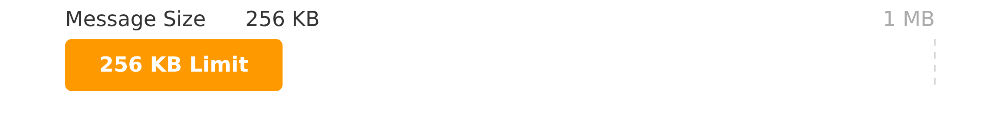 Message Size 256 KB 1 MB
256 KB Limit